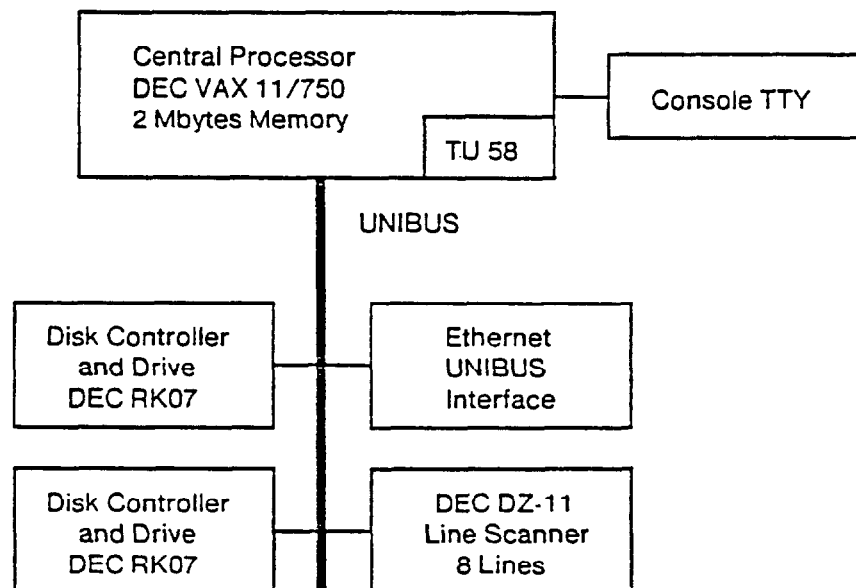 Central Processor
DEC VAX 11/750
2 Mbytes Memory
TU 58
Console TTY
UNIBUS
Disk Controller
and Drive
DEC RK07
Ethernet
UNIBUS
Interface
Disk Controller
and Drive
DEC RK07
DEC DZ-11
Line Scanner
8 Lines